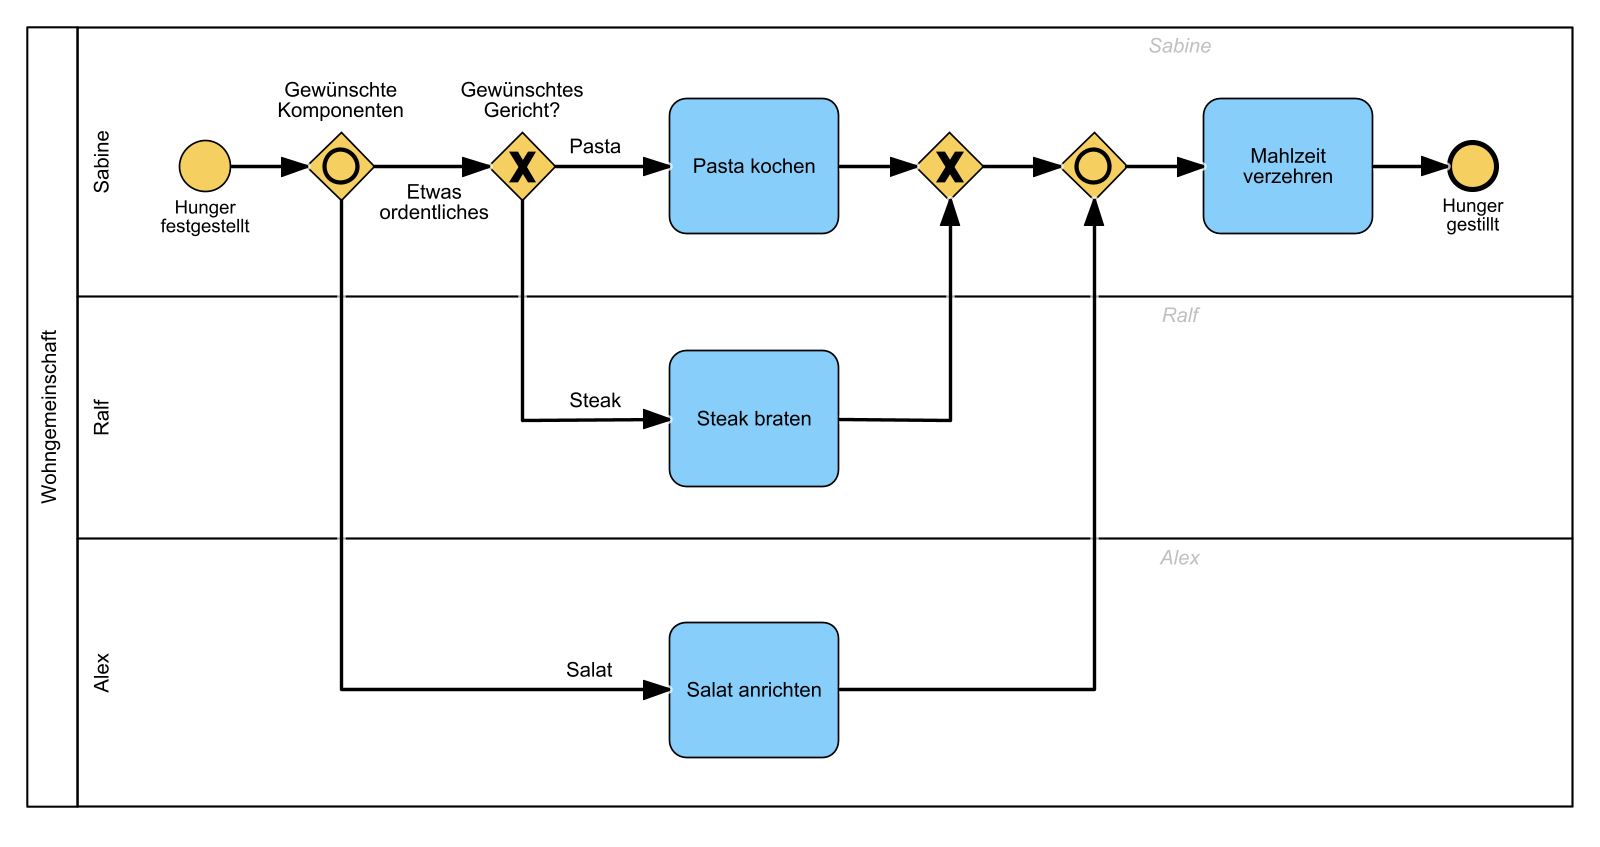 Wohngemeinschaft
Sabine
Sabine
Hunger
festgestellt
Gewünschte
Komponenten
Etwas
ordentliches
Gewünschtes
Gericht?
Pasta
Pasta kochen
Mahlzeit
verzehren
Hunger
gestillt
Ralf
Ralf
Steak
Steak braten
Alex
Alex
Salat
Salat anrichten